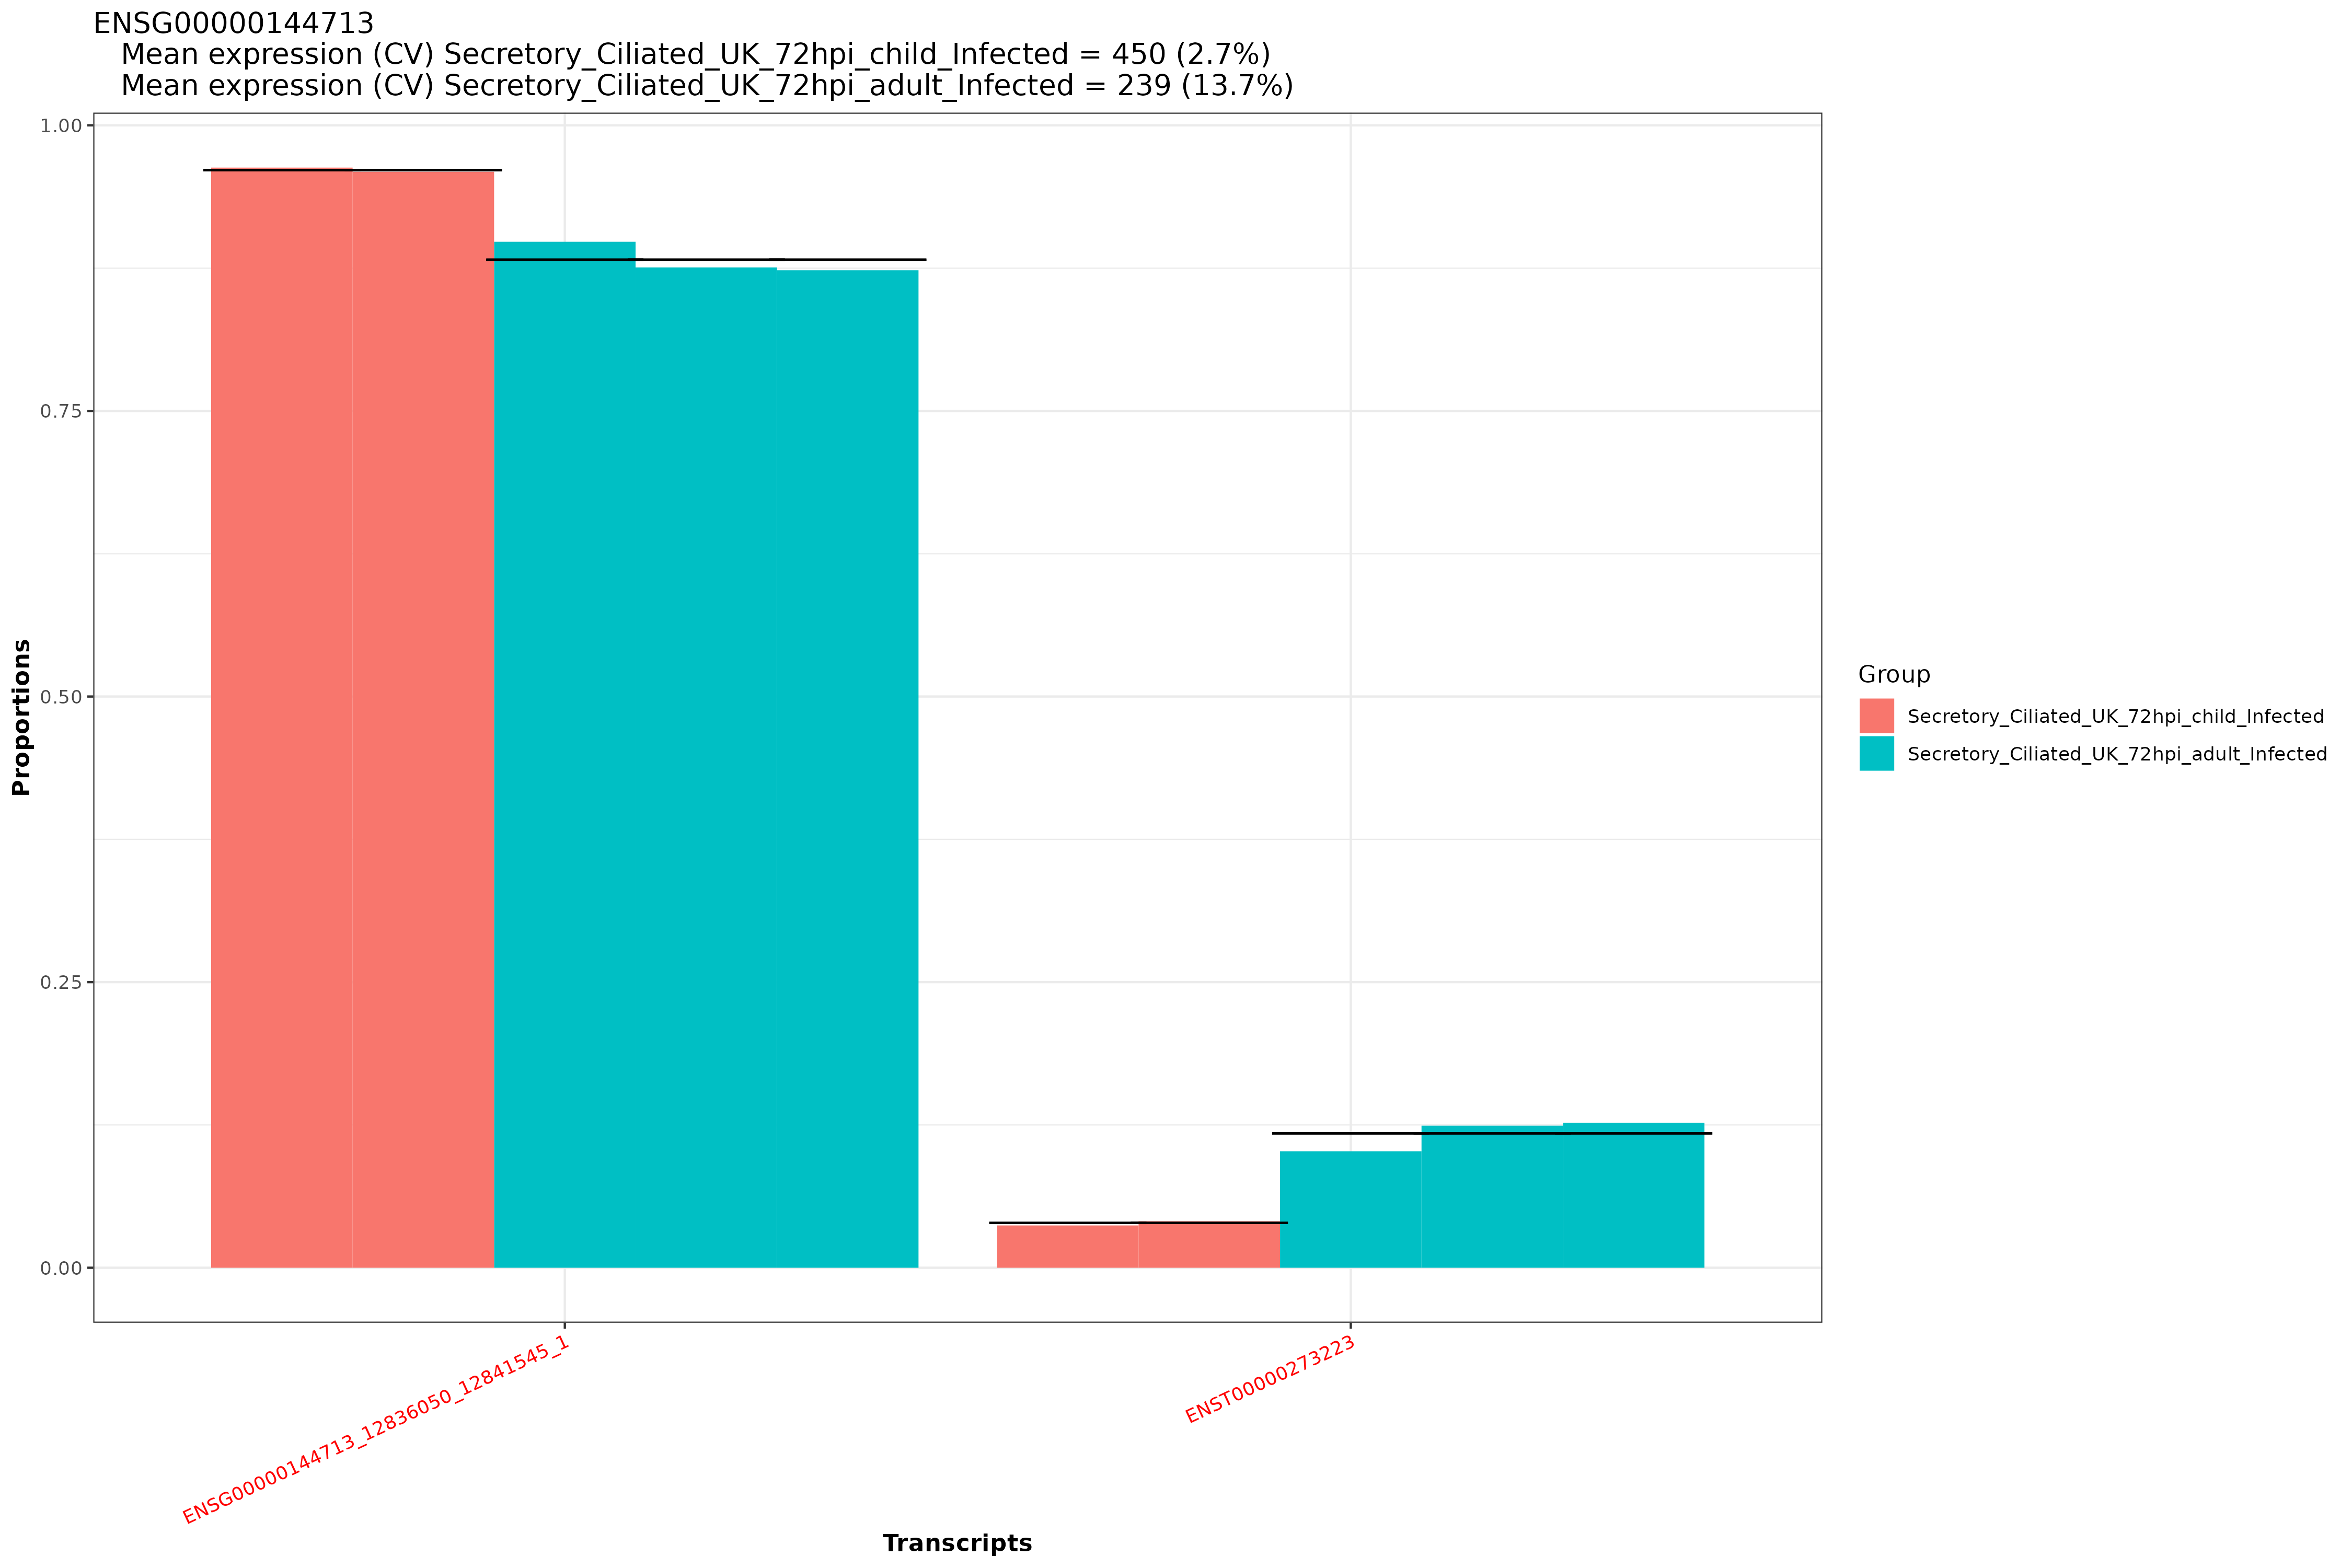 ENSG00000144713
Mean expression (CV) Secretory_Ciliated_UK_72hpi_child_Infected = 450 (2.7%)
Mean expression (CV) Secretory_Ciliated_UK_72hpi_adult_Infected = 239 (13.7%)
1.00
0.75
0.50
0.25
0.00
Proportions
ENSG00000144713_12836050_12841545_1
ENST00000273223
Transcripts
Group
Secretory_Ciliated_UK_72hpi_child_Infected
Secretory_Ciliated_UK_72hpi_adult_Infected